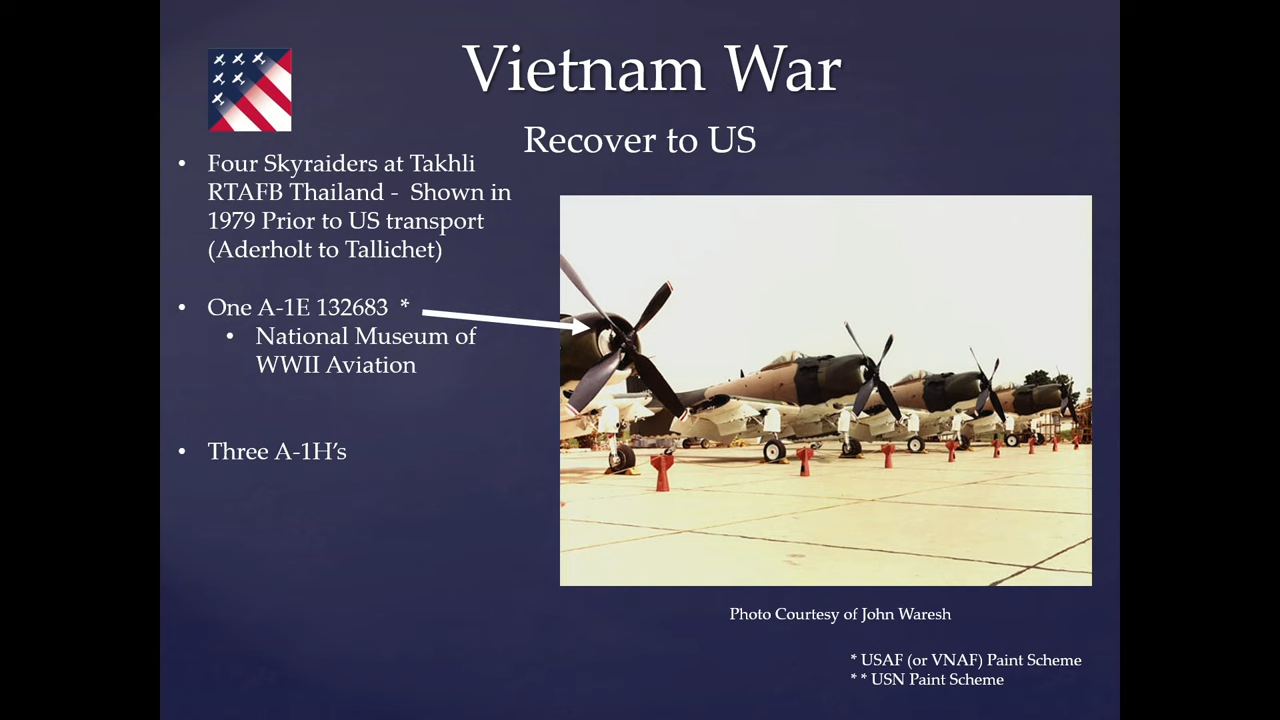 Vietnam War
Recover to US
• Four Skyraiders at Takhli
RTAFB Thailand - Shown in
1979 Prior to US transport
(Aderholt to Tallichet)
• One A-1E 132683 *
• National Museum of
WWII Aviation
• Three A-1H’s
Photo Courtesy of John Waresh
* USAF (or VNAF) Paint Scheme
* * USN Paint Scheme